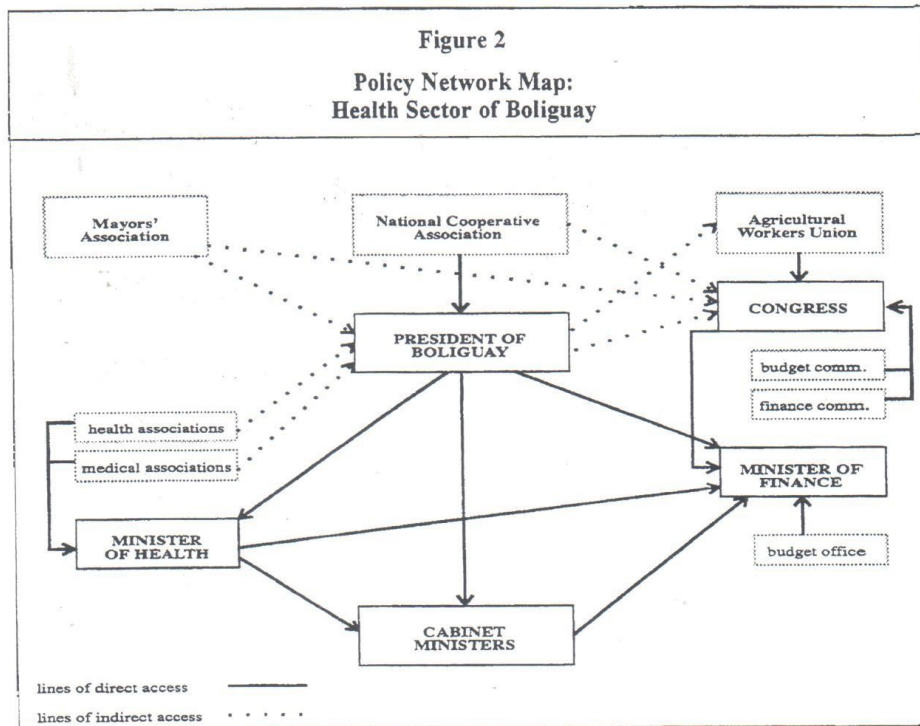 Figure 2
Policy Network Map:
Health Sector of Boliguay
Mayors'
Association
National Cooperative
Association
Agricultural
Workers Union
PRESIDENT OF
BOLIGUAY
CONGRESS
budget comm.
finance comm.
health associations
medical associations
MINISTER OF
FINANCE
MINISTER
OF HEALTH
budget office
CABINET
MINISTERS
lines of direct access
lines of indirect access